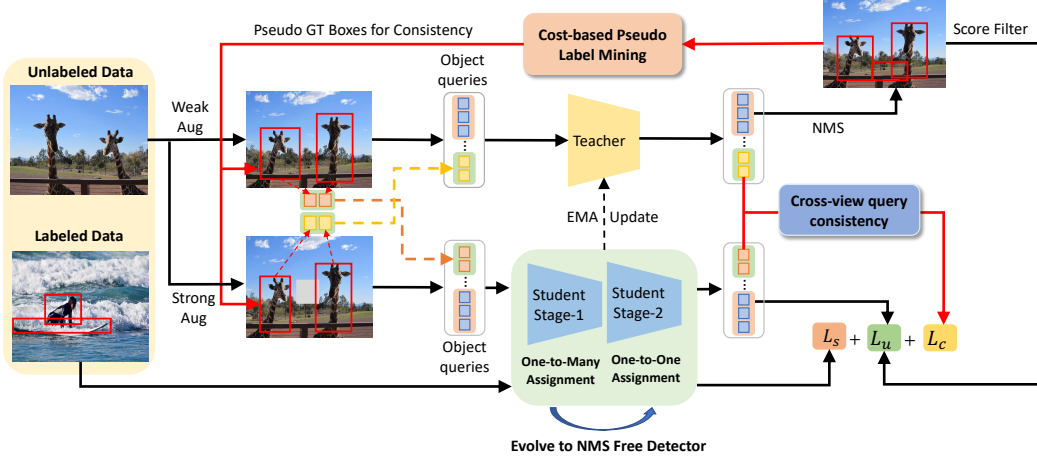 Pseudo GT Boxes for Consistency
Cost-based Pseudo
Label Mining
Score Filter
Unlabeled Data
Weak
Aug
Object
queries
Teacher
NMS
EMA Update
Cross-view query
consistency
Labeled Data
Strong
Aug
Object
queries
Student
Stage-1
Student
Stage-2
One-to-Many
Assignment
One-to-One
Assignment
L_s + L_u + L_c
Evolve to NMS Free Detector